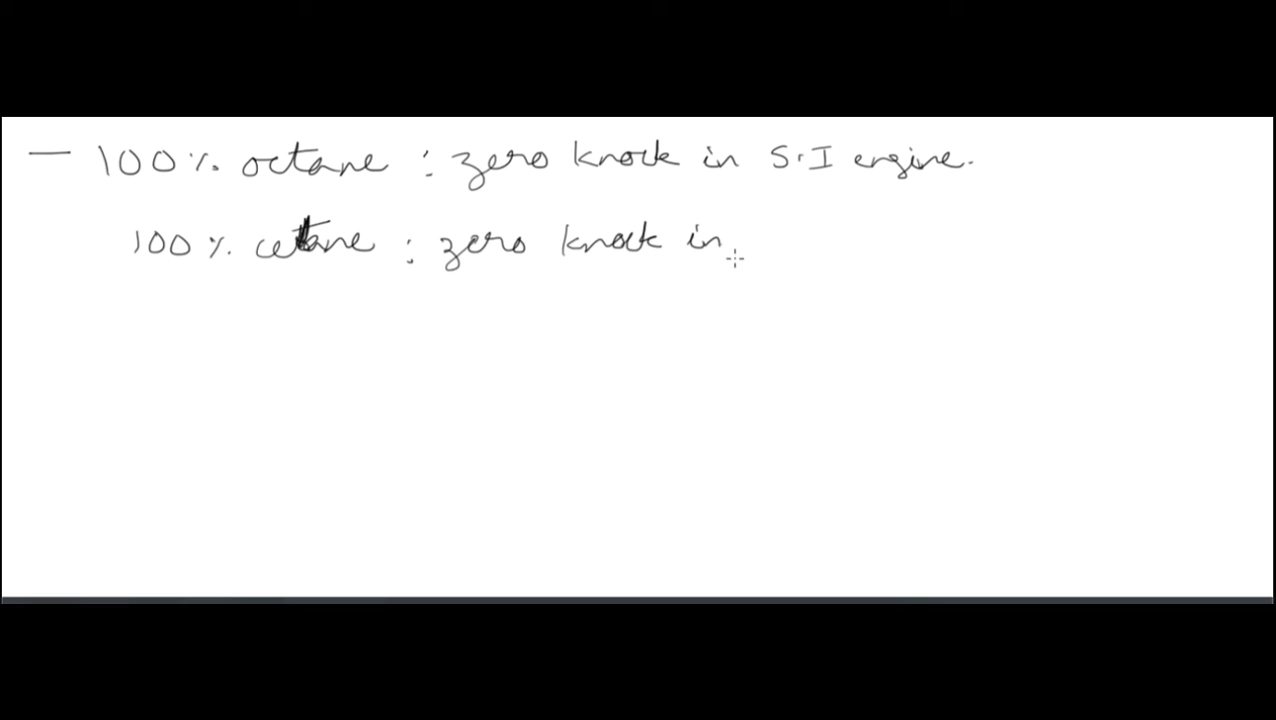 — 100% octane : zero knock in S.I engine.
100% cetane : zero knock in